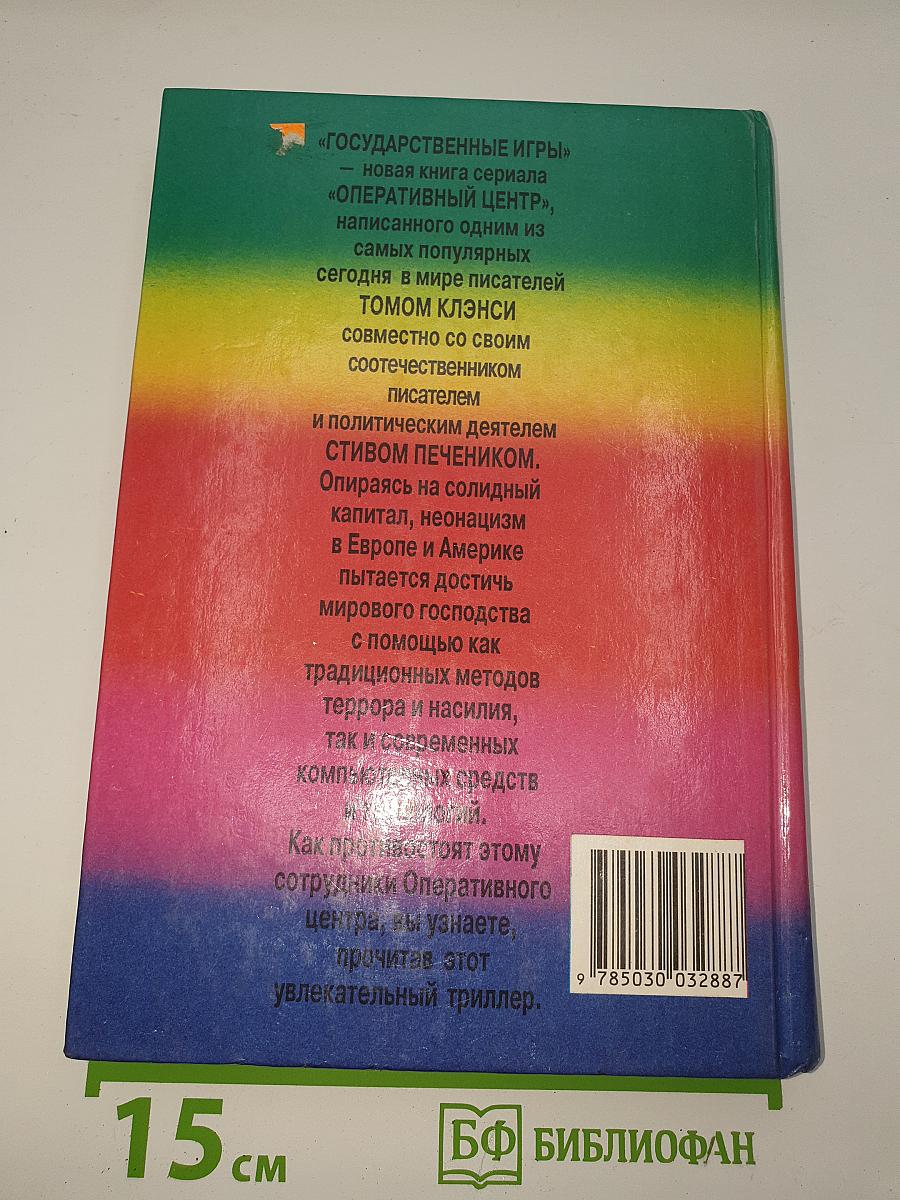 «ГОСУДАРСТВЕННЫЕ ИГРЫ»
— новая книга сериала
«ОПЕРАТИВНЫЙ ЦЕНТР»,
написанного одним из
самых популярных
сегодня в мире писателей
ТОМОМ КЛЭНСИ
совместно со своим
соотечественником
писателем
и политическим деятелем
СТИВОМ ПЕЧЕНИКОМ.
Опираясь на солидный
капитал, неонацизм
в Европе и Америке
пытается достичь
мирового господства
с помощью как
традиционных методов
террора и насилия,
так и современных
компьютерных средств
и технологий.
Как противостоят этому
сотрудники Оперативного
центра, вы узнаете,
прочитав этот
увлекательный триллер.
9 785030 032887
15 см
БФ БИБЛИОФАН